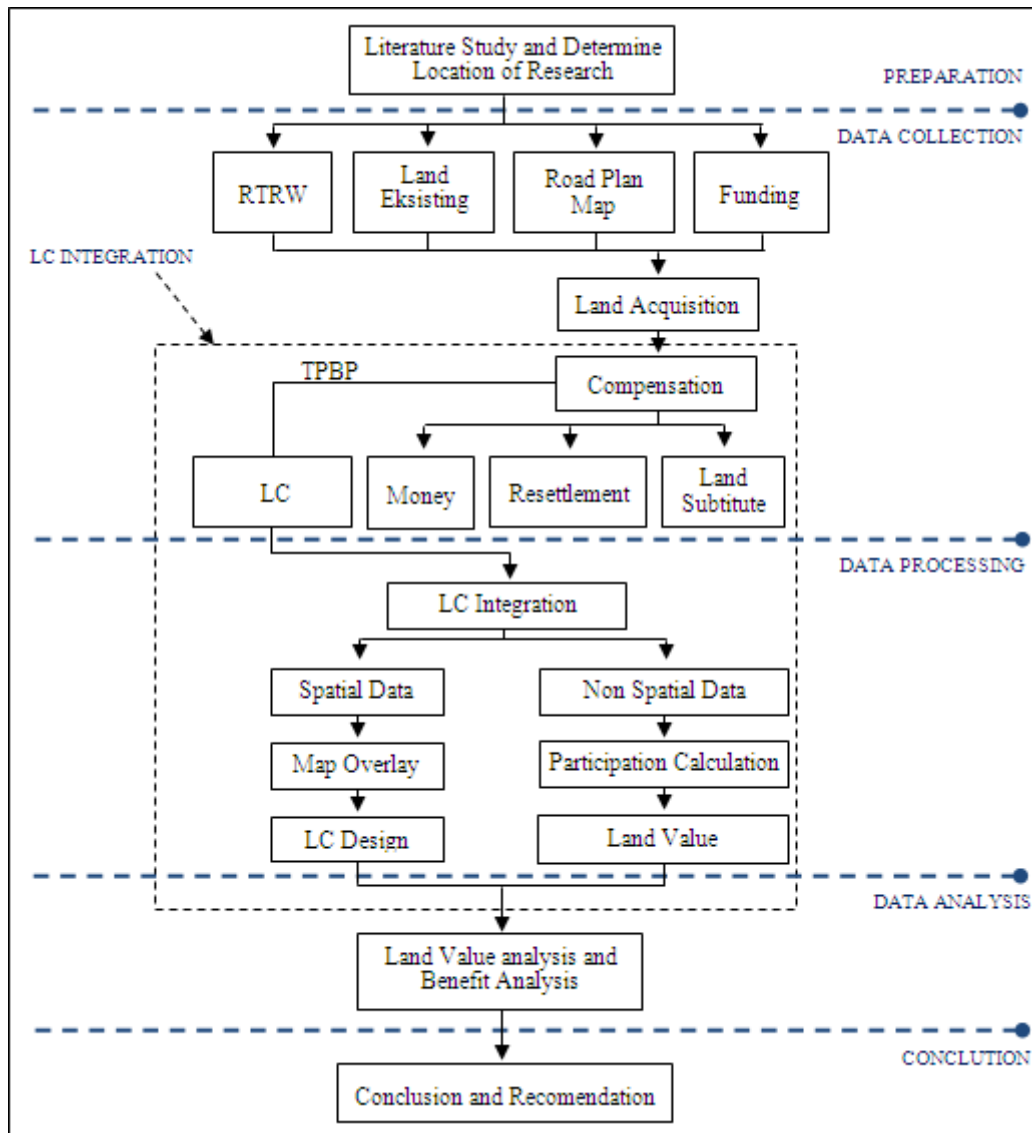 Literature Study and Determine
Location of Research
PREPARATION
DATA COLLECTION
RTRW
Land
Eksisting
Road Plan
Map
Funding
LC INTEGRATION
Land Acquisition
TPBP
Compensation
LC
Money
Resettlement
Land
Subtitute
DATA PROCESSING
LC Integration
Spatial Data
Non Spatial Data
Map Overlay
Participation Calculation
LC Design
Land Value
DATA ANALYSIS
Land Value analysis and
Benefit Analysis
CONCLUTION
Conclusion and Recomendation